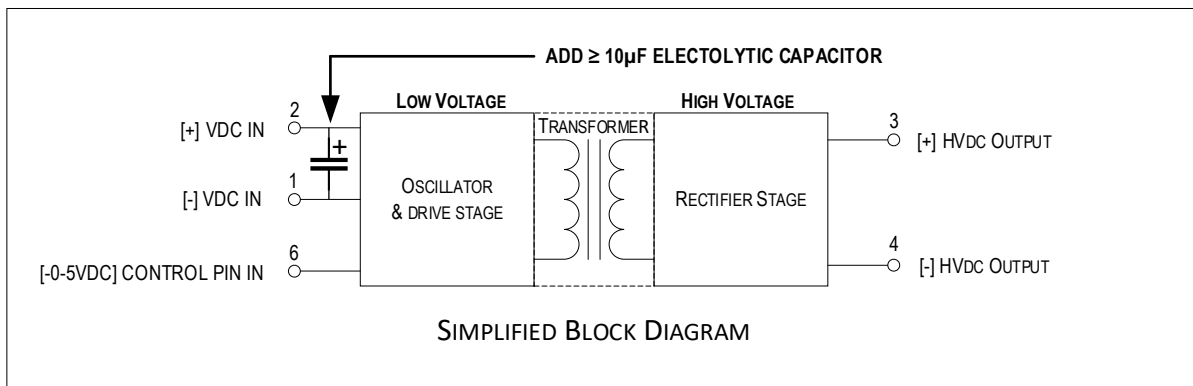 ADD ≥ 10µF ELECTOLYTIC CAPACITOR
LOW VOLTAGE
HIGH VOLTAGE
2
[+] VDC IN
+
TRANSFORMER
3
[+] HVDC OUTPUT
1
[-] VDC IN
OSCILLATOR
& DRIVE STAGE
RECTIFIER STAGE
6
[-0-5VDC] CONTROL PIN IN
4
[-] HVDC OUTPUT
SIMPLIFIED BLOCK DIAGRAM